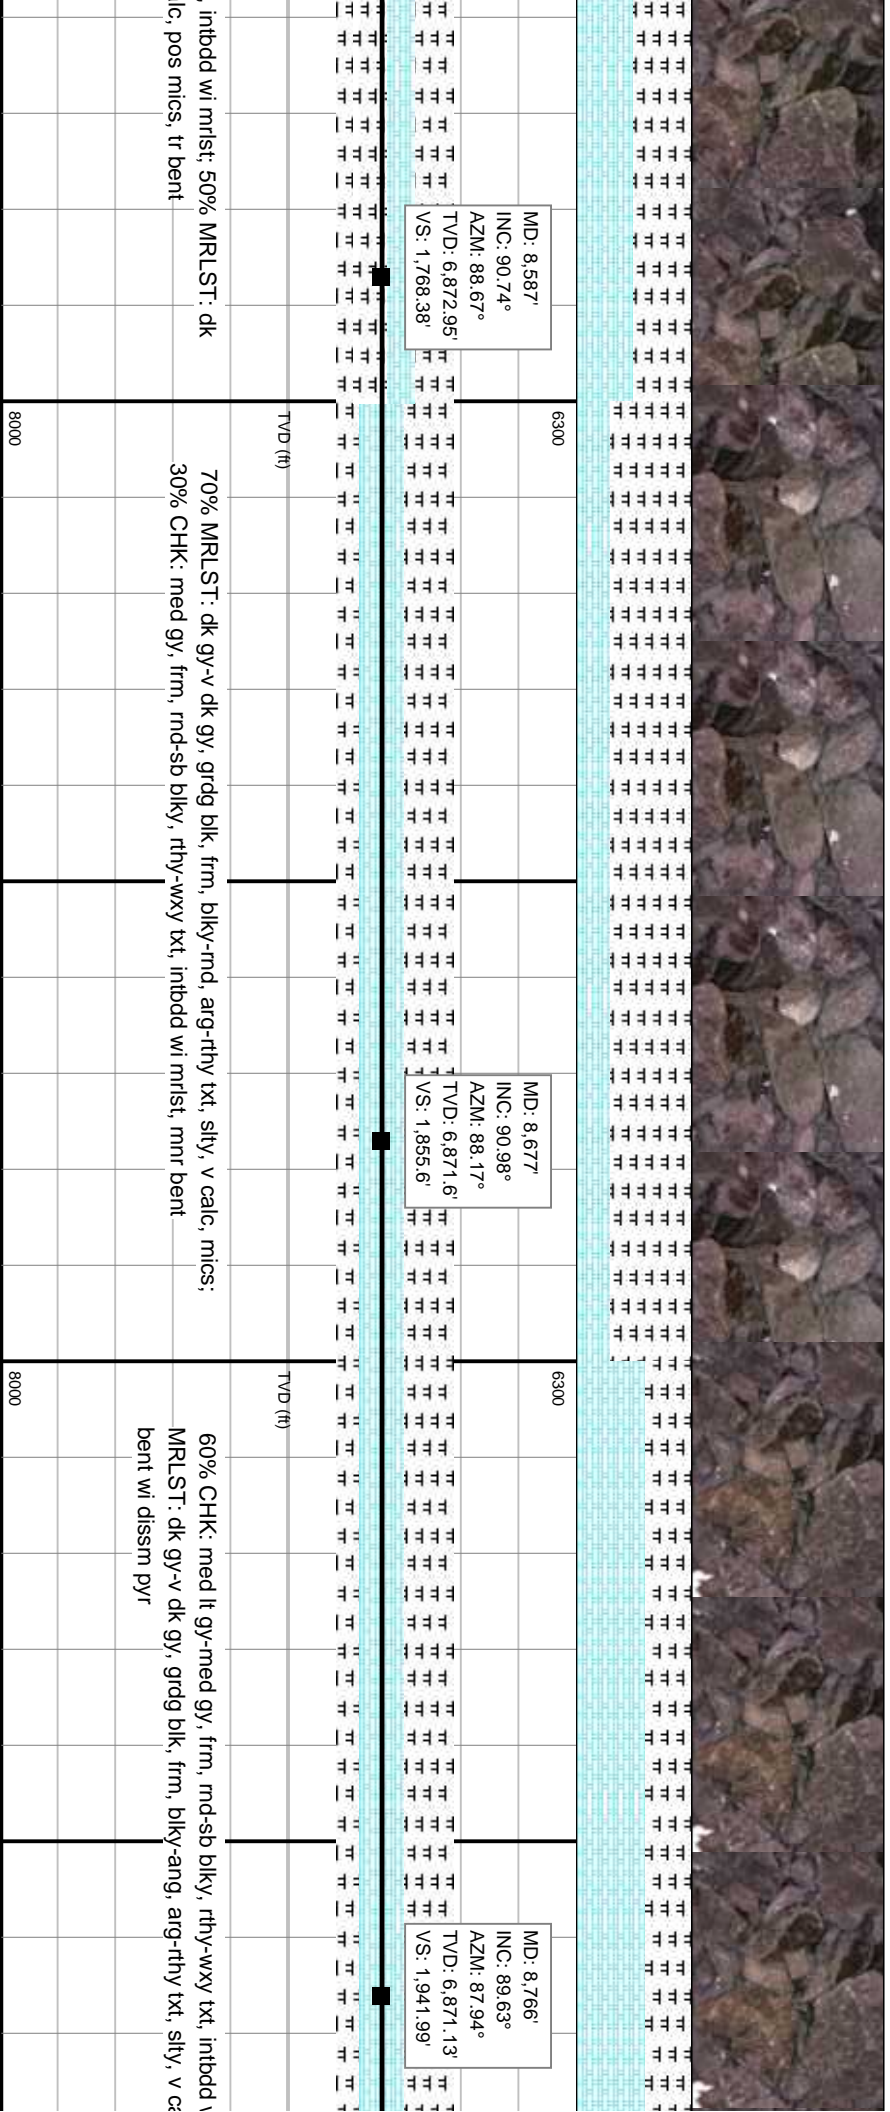 , intbdd wi mrlst; 50% MRLST: dk
lc, pos mics, tr bent
MD: 8,587'
INC: 90.74°
AZM: 88.67°
TVD: 6,872.95'
VS: 1,768.38'
6300
TVD (ft)
8000
70% MRLST: dk gy-v dk gy, grdg blk, frm, blky-rnd, arg-rthy txt, slty, v calc, mics;
30% CHK: med gy, frm, rnd-sb blky, rthy-wxy txt, intbdd wi mrlst, mnr bent
MD: 8,677'
INC: 90.98°
AZM: 88.17°
TVD: 6,871.6'
VS: 1,855.6'
6300
TVD (ft)
8000
60% CHK: med lt gy-med gy, frm, rnd-sb blky, rthy-wxy txt, intbdd
MRLST: dk gy-v dk gy, grdg blk, frm, blky-ang, arg-rthy txt, slty, v ca
bent wi dissm pyr
MD: 8,766'
INC: 89.63°
AZM: 87.94°
TVD: 6,871.13'
VS: 1,941.99'